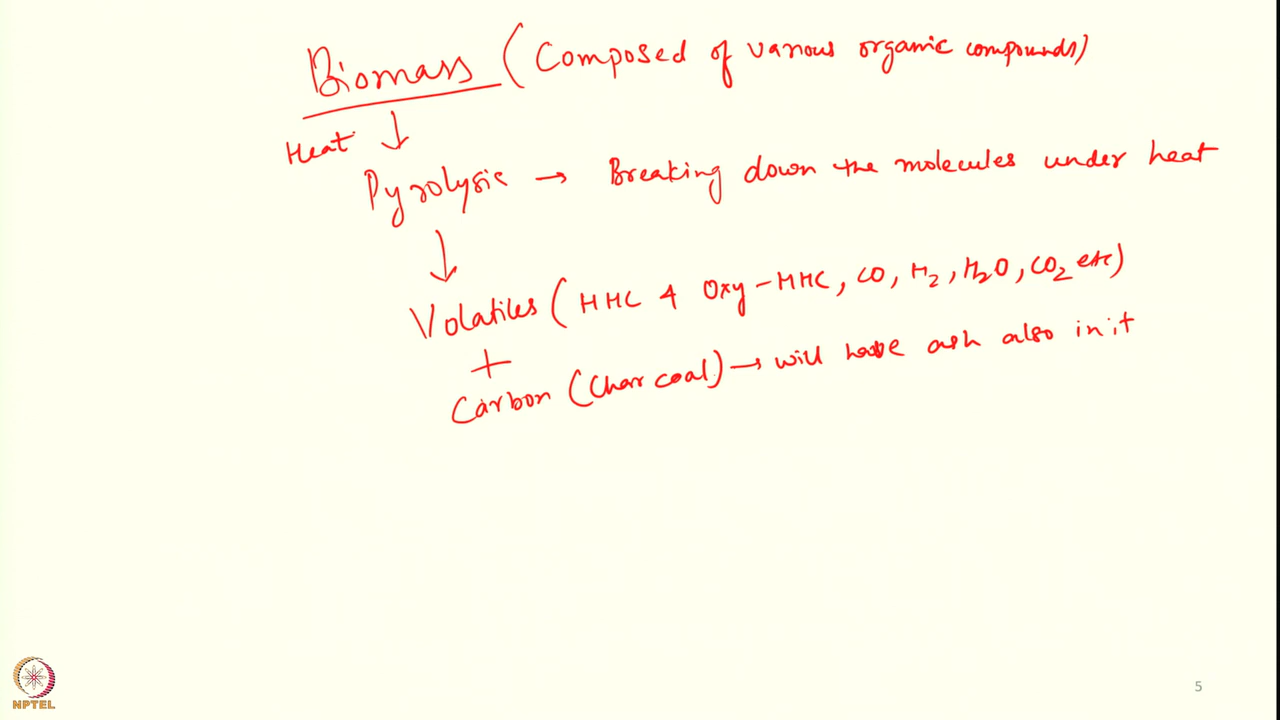 Biomass (Composed of various organic compounds)
Heat ↓
Pyrolysis → Breaking down the molecules under heat
↓
Volatiles (HHC & Oxy-HHC, CO, H₂, H₂O, CO₂ etc)
+
Carbon (Charcoal) → will have ash also in it
NPTEL
5